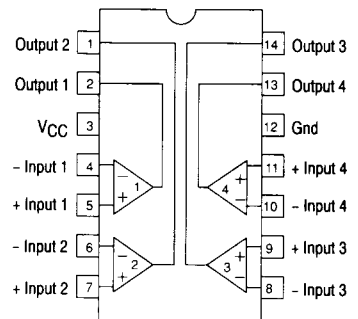 Output 2 1 14 Output 3
Output 1 2 13 Output 4
VCC 3 12 Gnd
– Input 1 4 – 1 + 11 + Input 4
+ Input 1 5 + 4 – 10 – Input 4
– Input 2 6 – 2 + 9 + Input 3
+ Input 2 7 + 3 – 8 – Input 3